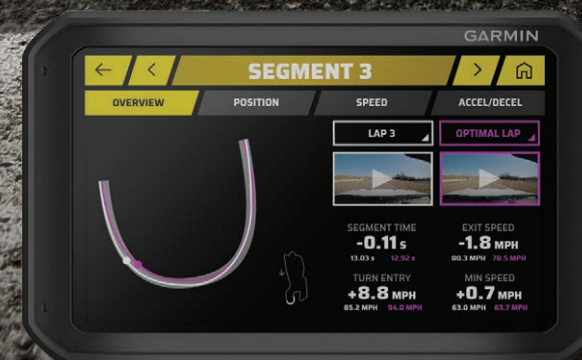 GARMIN
SEGMENT 3
OVERVIEW POSITION SPEED ACCEL/DECEL
LAP 3 OPTIMAL LAP
SEGMENT TIME EXIT SPEED
-0.11 s -1.8 MPH
13.03 s 12.92 s 80.3 MPH 78.5 MPH
TURN ENTRY MIN SPEED
+8.8 MPH +0.7 MPH
85.2 MPH 94.0 MPH 63.0 MPH 63.7 MPH